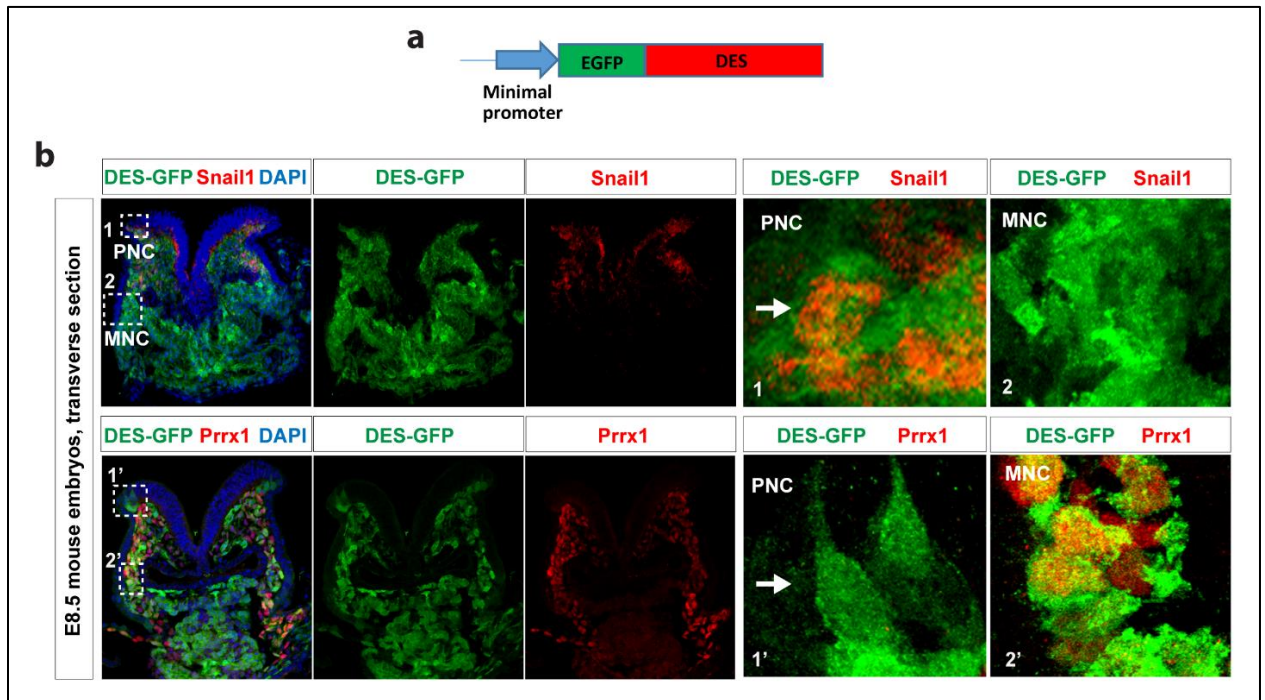 a
EGFP DES
Minimal
promoter
b
E8.5 mouse embryos, transverse section
DES-GFP Snail1 DAPI
DES-GFP
Snail1
DES-GFP Snail1
DES-GFP Snail1
1
PNC
2
MNC
PNC
1
MNC
2
DES-GFP Prrx1 DAPI
DES-GFP
Prrx1
DES-GFP Prrx1
DES-GFP Prrx1
1’
2’
PNC
1’
MNC
2’